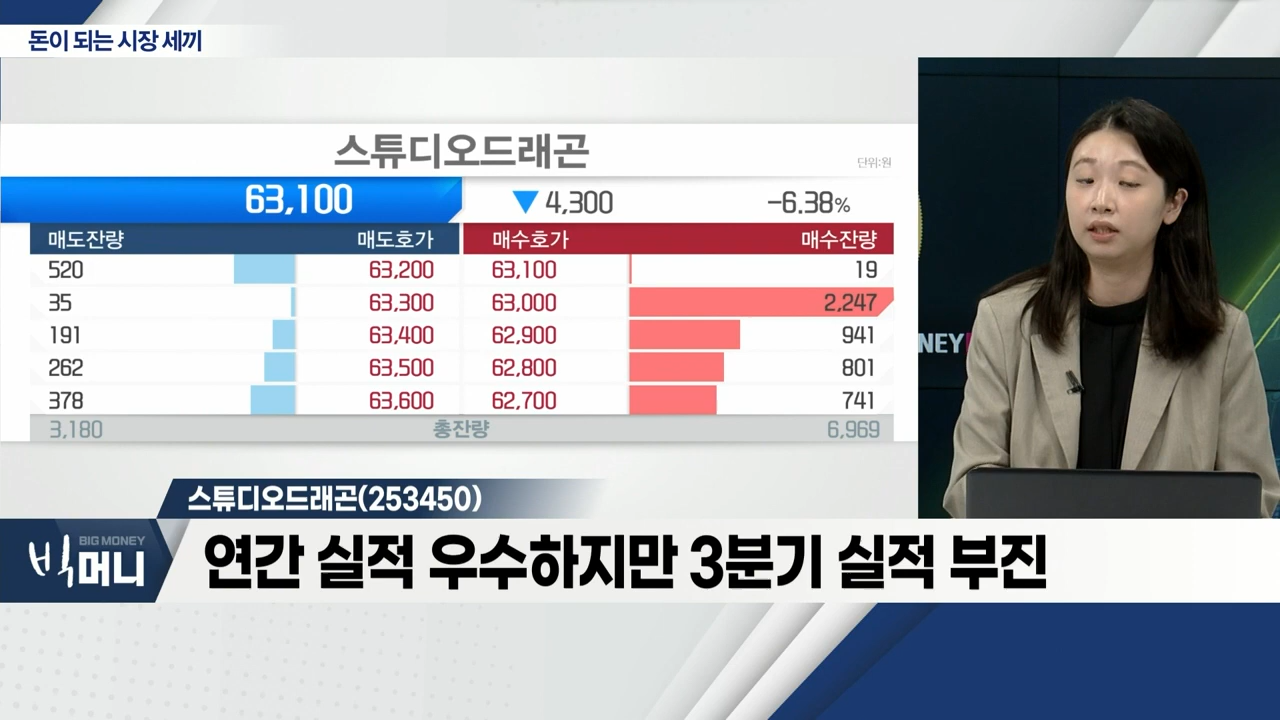 돈이 되는 시장 세끼
스튜디오드래곤
단위:원
63,100 ▼ 4,300 -6.38%
매도잔량 매도호가 매수호가 매수잔량
520 63,200 63,100 19
35 63,300 63,000 2,247
191 63,400 62,900 941
262 63,500 62,800 801
378 63,600 62,700 741
3,180 총잔량 6,969
NEY
스튜디오드래곤(253450)
BIG MONEY
빅머니
연간 실적 우수하지만 3분기 실적 부진